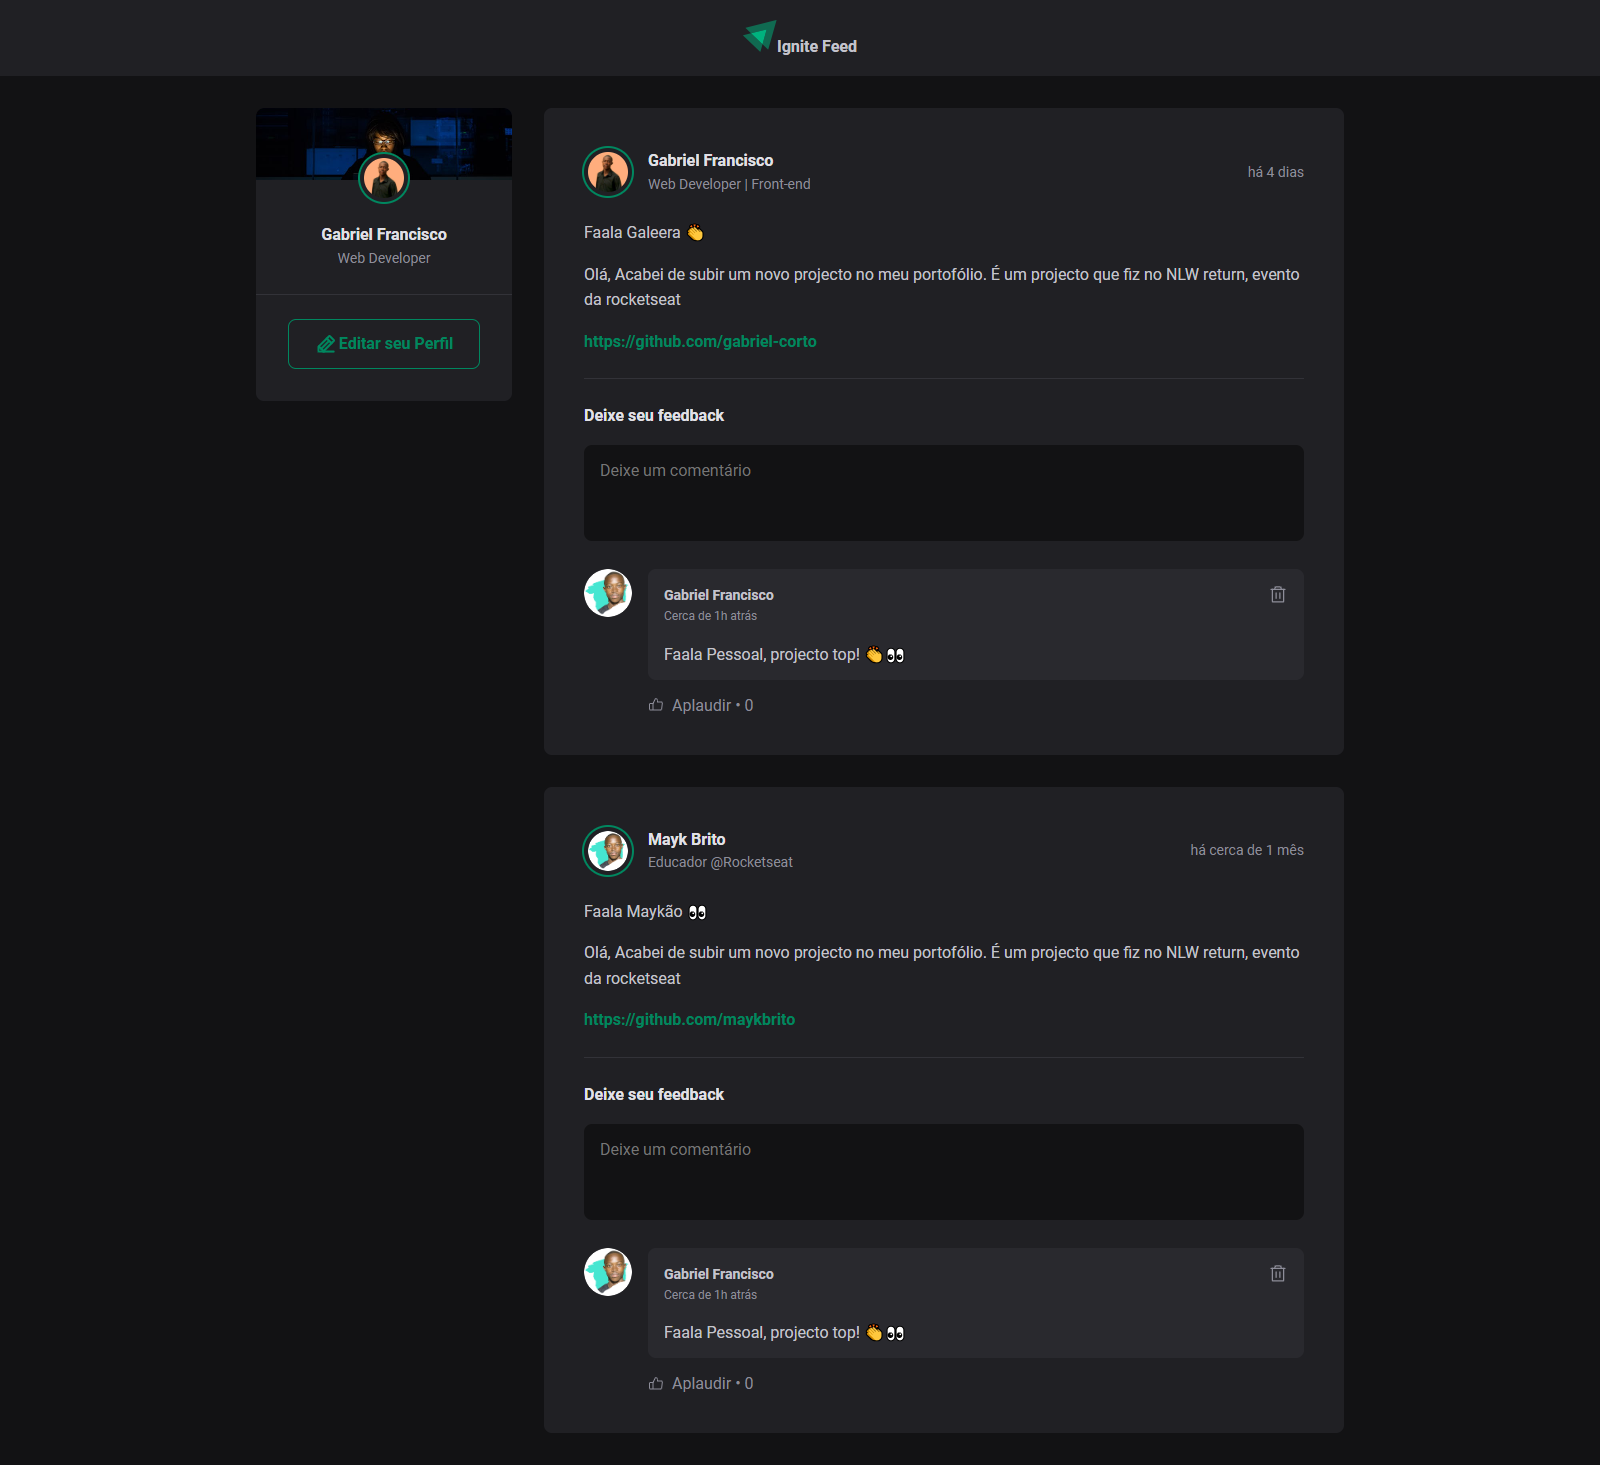 Ignite Feed
Gabriel Francisco
Web Developer
Editar seu Perfil
Gabriel Francisco
Web Developer | Front-end
há 4 dias
Faala Galeera 👏
Olá, Acabei de subir um novo projecto no meu portofólio. É um projecto que fiz no NLW return, evento
da rocketseat
https://github.com/gabriel-corto
Deixe seu feedback
Deixe um comentário
Gabriel Francisco
Cerca de 1h atrás
Faala Pessoal, projecto top! 👏👀
Aplaudir • 0
Mayk Brito
Educador @Rocketseat
há cerca de 1 mês
Faala Maykão 👀
Olá, Acabei de subir um novo projecto no meu portofólio. É um projecto que fiz no NLW return, evento
da rocketseat
https://github.com/maykbrito
Deixe seu feedback
Deixe um comentário
Gabriel Francisco
Cerca de 1h atrás
Faala Pessoal, projecto top! 👏👀
Aplaudir • 0